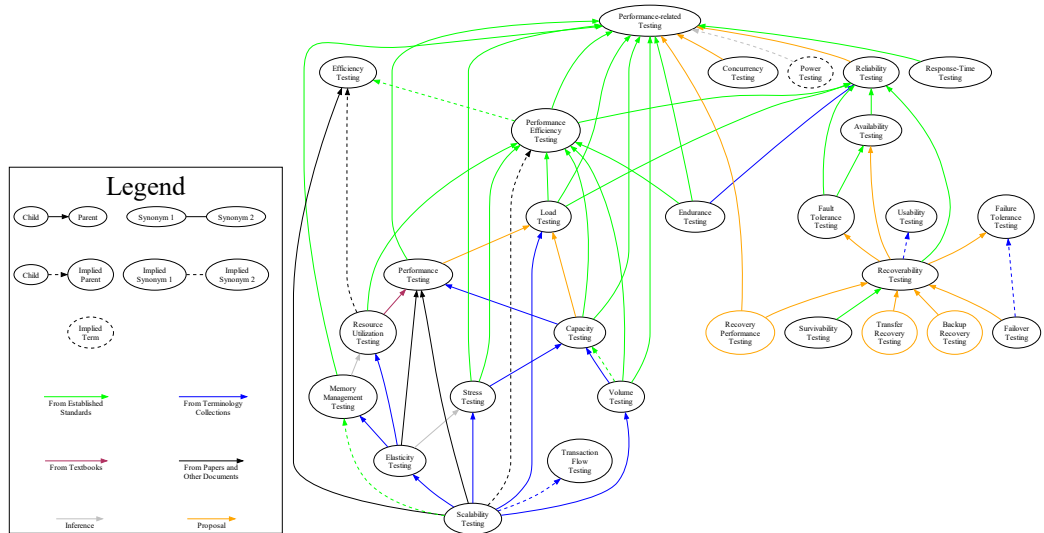 Performance-related
Testing
Efficiency
Testing
Concurrency
Testing
Power
Testing
Reliability
Testing
Response-Time
Testing
Performance
Efficiency
Testing
Availability
Testing
Legend
Child
Parent
Synonym 1
Synonym 2
Child
Implied
Parent
Implied
Synonym 1
Implied
Synonym 2
Implied
Term
From Established
Standards
From Terminology
Collections
From Textbooks
From Papers and
Other Documents
Inference
Proposal
Load
Testing
Endurance
Testing
Fault
Tolerance
Testing
Usability
Testing
Failure
Tolerance
Testing
Performance
Testing
Recoverability
Testing
Resource
Utilization
Testing
Capacity
Testing
Recovery
Performance
Testing
Survivability
Testing
Transfer
Recovery
Testing
Backup
Recovery
Testing
Failover
Testing
Memory
Management
Testing
Stress
Testing
Volume
Testing
Elasticity
Testing
Transaction
Flow
Testing
Scalability
Testing